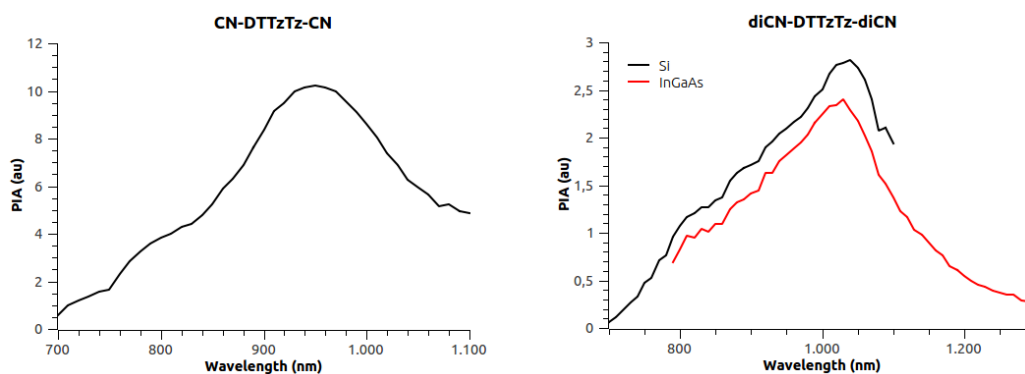 CN-DTTzTz-CN
PIA (au)
12
10
8
6
4
2
0
700
800
900
1.000
1.100
Wavelength (nm)
diCN-DTTzTz-diCN
Si
InGaAs
PIA (au)
3
2,5
2
1,5
1
0,5
0
800
1.000
1.200
Wavelength (nm)